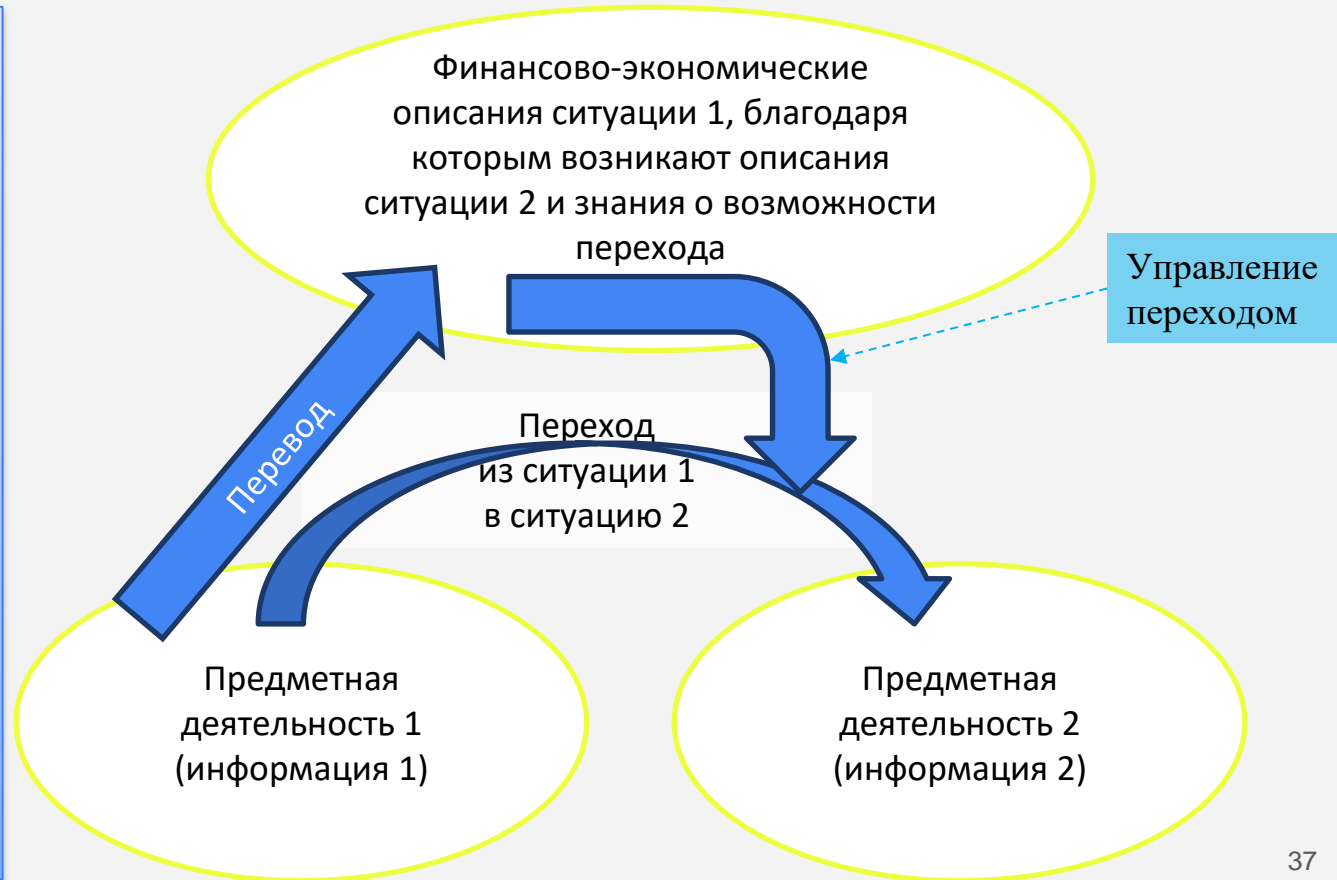 Финансово-экономические
описания ситуации 1, благодаря
которым возникают описания
ситуации 2 и знания о возможности
перехода
Управление
переходом
Перевод
Переход
из ситуации 1
в ситуацию 2
Предметная
деятельность 1
(информация 1)
Предметная
деятельность 2
(информация 2)
37